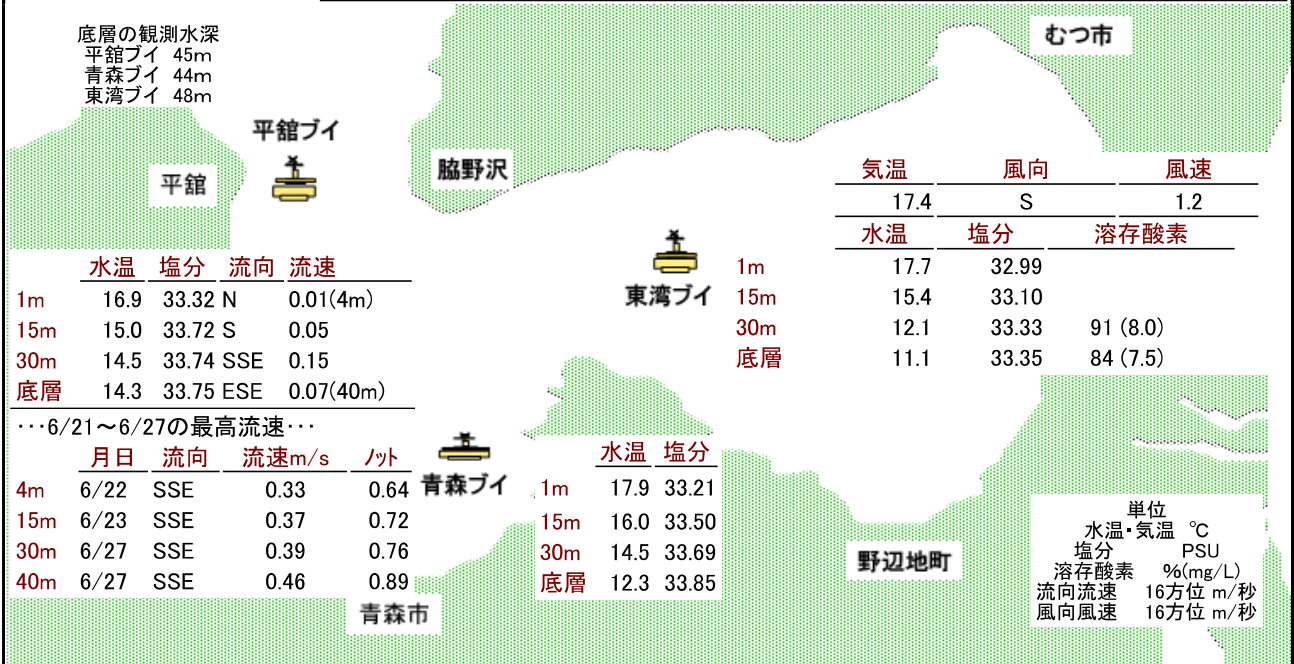 底層の観測水深
平舘ブイ 45m
青森ブイ 44m
東湾ブイ 48m
むつ市
平舘ブイ
脇野沢
平舘
気温 風向 風速
17.4 S 1.2
水温 塩分 溶存酸素
1m 17.7 32.99
15m 15.4 33.10
30m 12.1 33.33 91 (8.0)
底層 11.1 33.35 84 (7.5)
東湾ブイ
水温 塩分 流向 流速
1m 16.9 33.32 N 0.01(4m)
15m 15.0 33.72 S 0.05
30m 14.5 33.74 SSE 0.15
底層 14.3 33.75 ESE 0.07(40m)
･･･6/21～6/27の最高流速･･･
月日 流向 流速m/s ﾉｯﾄ
4m 6/22 SSE 0.33 0.64
15m 6/23 SSE 0.37 0.72
30m 6/27 SSE 0.39 0.76
40m 6/27 SSE 0.46 0.89
青森ブイ
水温 塩分
1m 17.9 33.21
15m 16.0 33.50
30m 14.5 33.69
底層 12.3 33.85
野辺地町
青森市
単位
水温･気温 ℃
塩分 PSU
溶存酸素 %(mg/L)
流向流速 16方位 m/秒
風向風速 16方位 m/秒